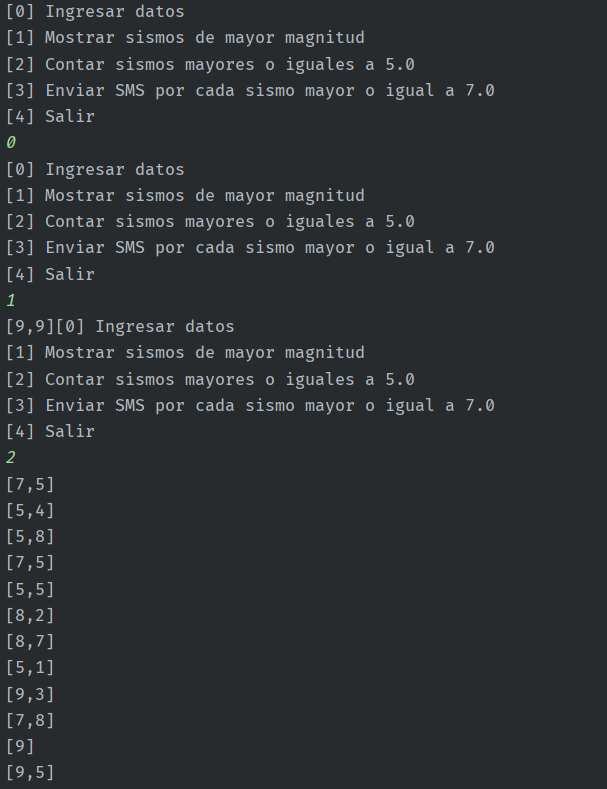 [0] Ingresar datos
[1] Mostrar sismos de mayor magnitud
[2] Contar sismos mayores o iguales a 5.0
[3] Enviar SMS por cada sismo mayor o igual a 7.0
[4] Salir
0
[0] Ingresar datos
[1] Mostrar sismos de mayor magnitud
[2] Contar sismos mayores o iguales a 5.0
[3] Enviar SMS por cada sismo mayor o igual a 7.0
[4] Salir
1
[9,9][0] Ingresar datos
[1] Mostrar sismos de mayor magnitud
[2] Contar sismos mayores o iguales a 5.0
[3] Enviar SMS por cada sismo mayor o igual a 7.0
[4] Salir
2
[7,5]
[5,4]
[5,8]
[7,5]
[5,5]
[8,2]
[8,7]
[5,1]
[9,3]
[7,8]
[9]
[9,5]